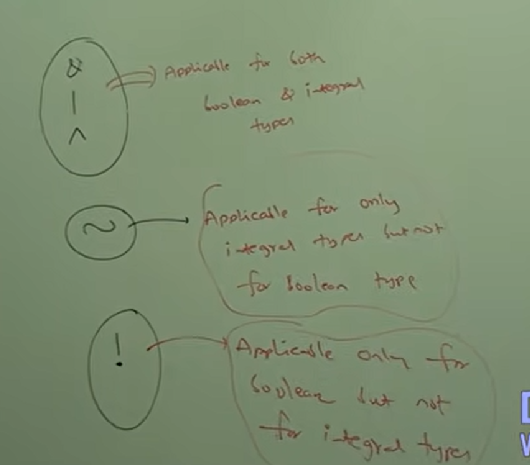 &
|
^
Applicable for both
boolean & integral
types
~
Applicable for only
integral types but not
for boolean type
!
Applicable only for
boolean but not
for integral types